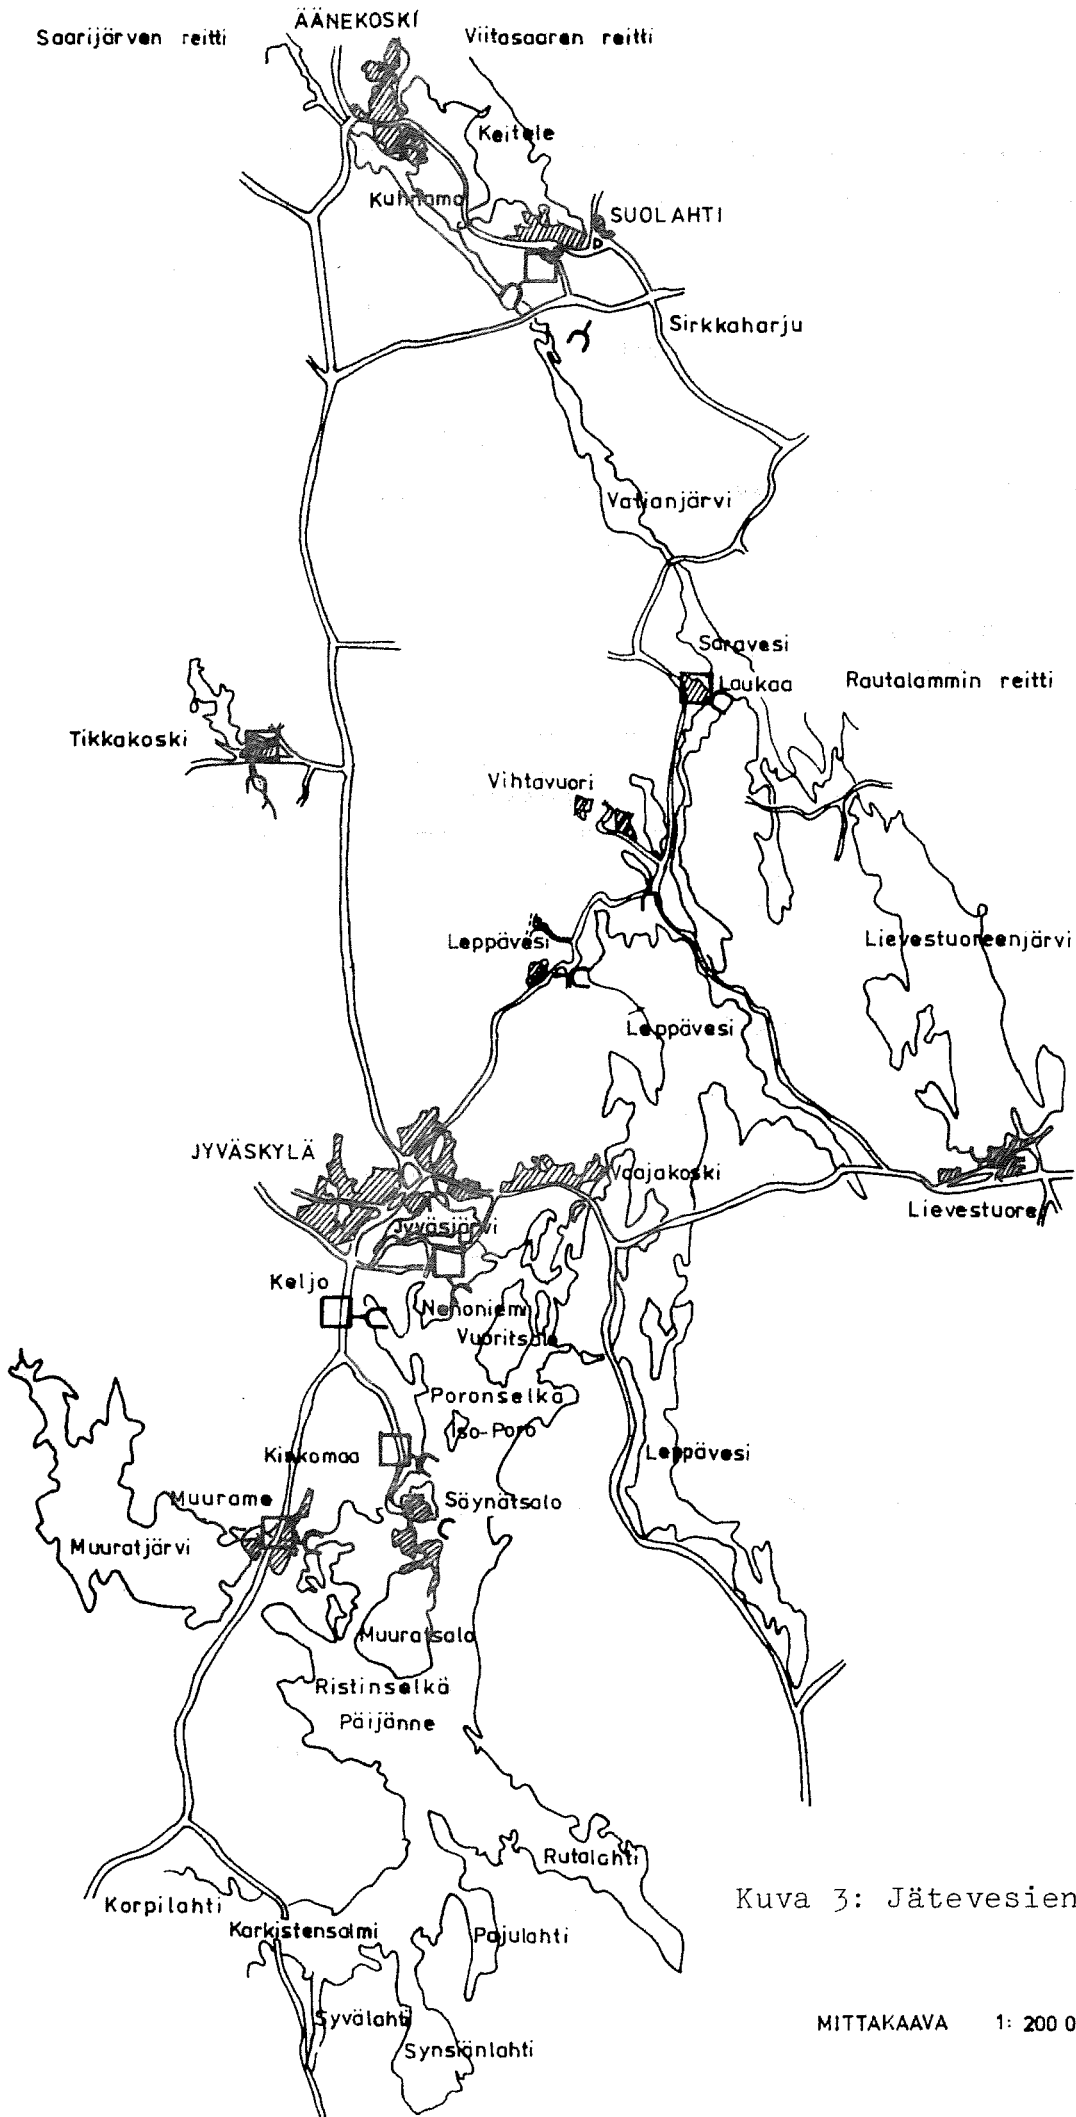 ÄÄNEKOSKI
Saarijärven reitti
Viitasaaren reitti
Keitele
Kuhnamo
SUOLAHTI
Sirkkaharju
Vatianjärvi
Saravesi
Laukaa
Rautalammin reitti
Tikkakoski
Vihtavuori
Leppävesi
Lievestuoreenjärvi
Leppävesi
JYVÄSKYLÄ
Vaajakoski
Lievestuore
Jyväsjärvi
Keljo
Nenoniemi
Vuoritsalo
Poronselkä
Iso-Poro
Kinkomaa
Leppävesi
Muurame
Säynätsalo
Muuratjärvi
Muuratsalo
Ristinselkä
Päijänne
Rutalahti
Korpilahti
Kuva 3: Jätevesien
Karkistensalmi
Pajulahti
Syvälahti
MITTAKAAVA 1: 200 0
Synsiänlahti